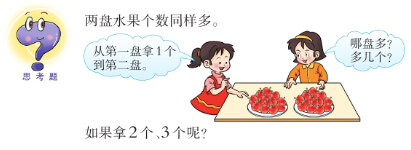 两盘水果个数同样多。
从第一盘拿1个
到第二盘。
哪盘多?
多几个?
思考题
如果拿2个、3个呢?